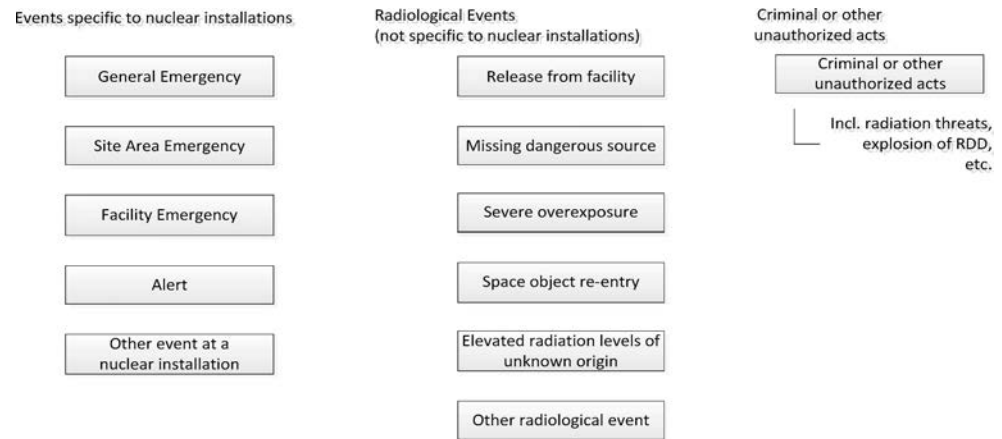 Events specific to nuclear installations
General Emergency
Site Area Emergency
Facility Emergency
Alert
Other event at a
nuclear installation
Radiological Events
(not specific to nuclear installations)
Release from facility
Missing dangerous source
Severe overexposure
Space object re-entry
Elevated radiation levels of
unknown origin
Other radiological event
Criminal or other
unauthorized acts
Criminal or other
unauthorized acts
Incl. radiation threats,
explosion of RDD,
etc.